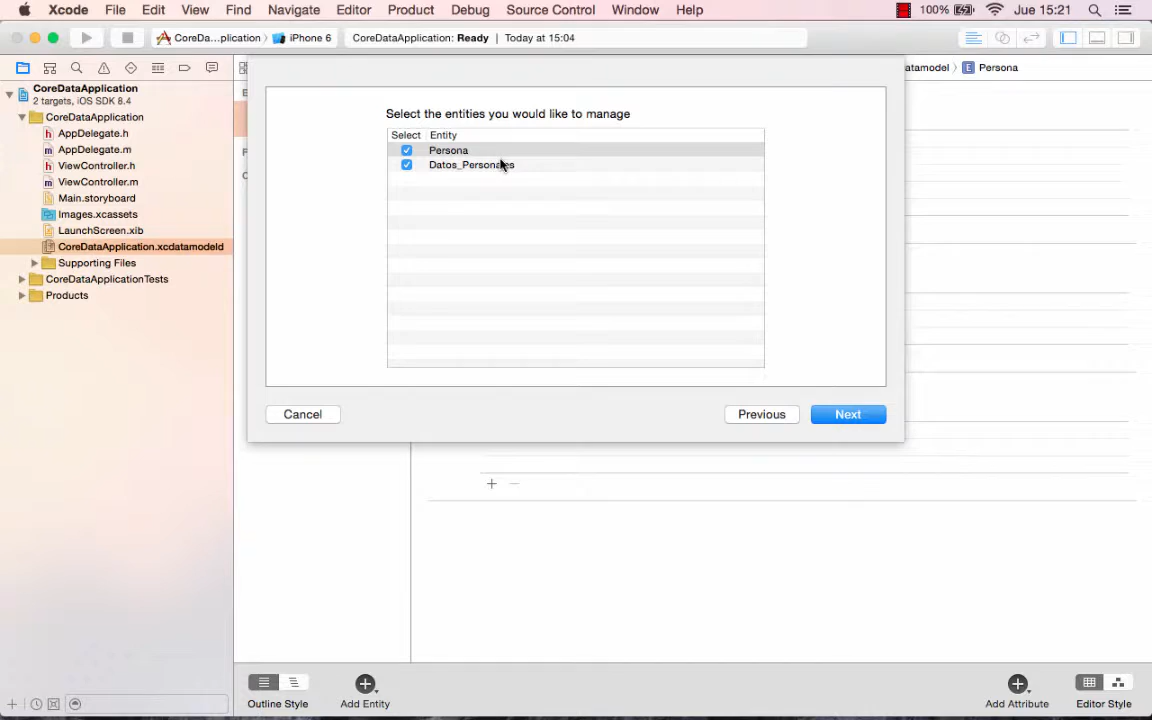 Xcode File Edit View Find Navigate Editor Product Debug Source Control Window Help 100% Jue 15:21
CoreDa...plication iPhone 6 CoreDataApplication: Ready Today at 15:04
atamodel E Persona
CoreDataApplication
2 targets, iOS SDK 8.4
CoreDataApplication
h AppDelegate.h
m AppDelegate.m
h ViewController.h
m ViewController.m
Main.storyboard
Images.xcassets
LaunchScreen.xib
CoreDataApplication.xcdatamodeld
Supporting Files
CoreDataApplicationTests
Products
Select the entities you would like to manage
Select Entity
Persona
Datos_Personales
Cancel Previous Next
Outline Style Add Entity Add Attribute Editor Style